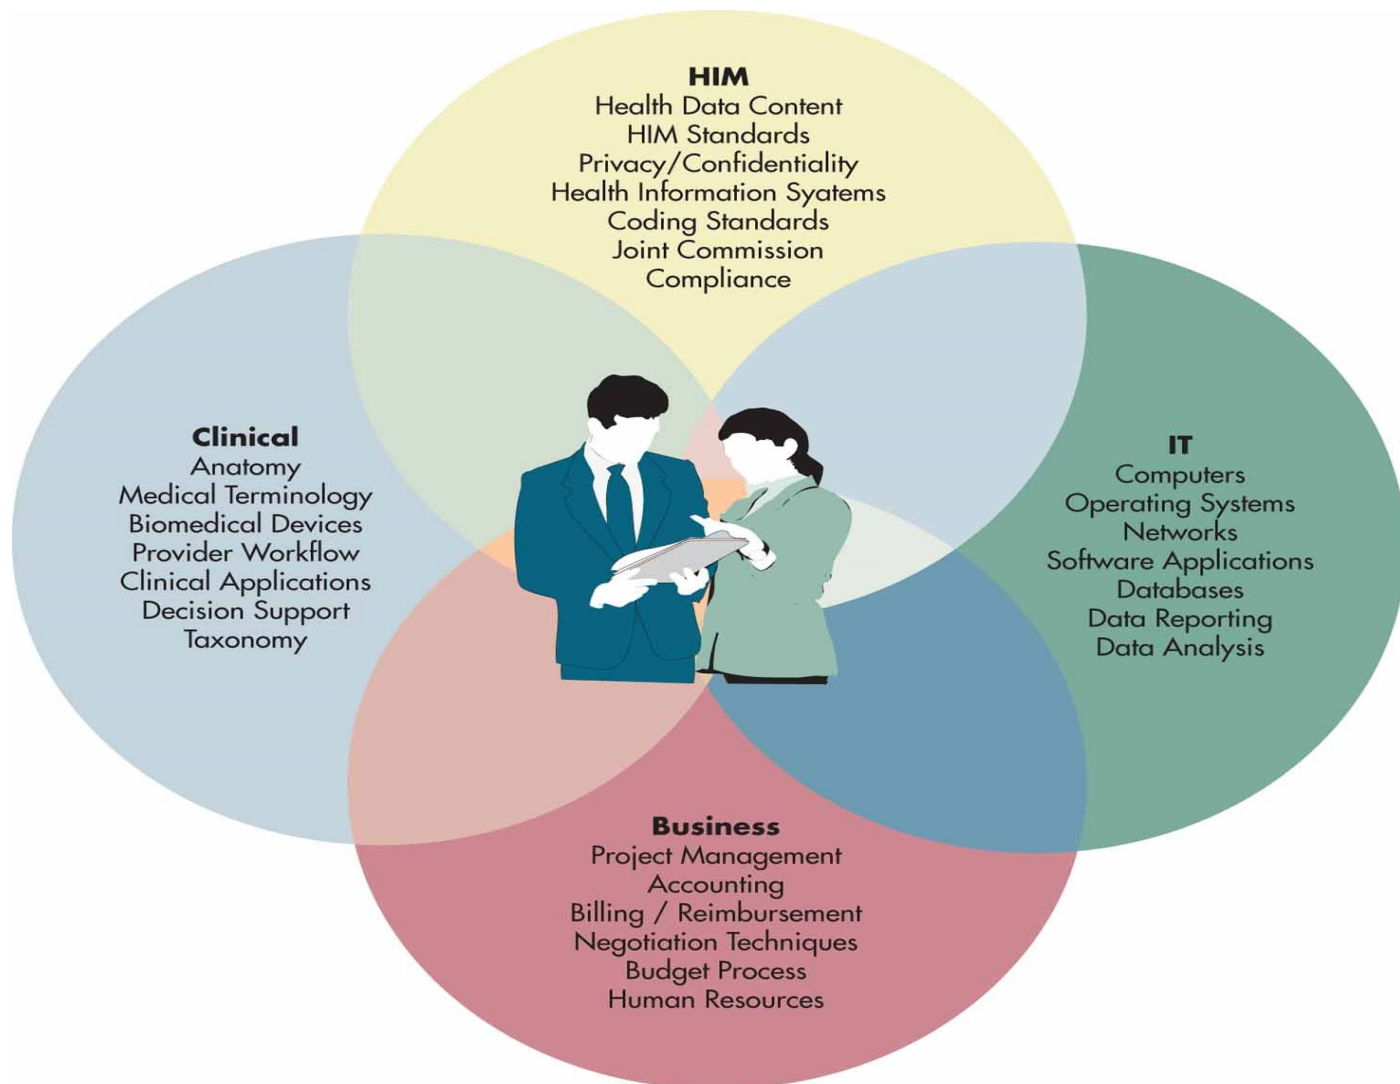 HIM
Health Data Content
HIM Standards
Privacy/Confidentiality
Health Information Syatems
Coding Standards
Joint Commission
Compliance
Clinical
Anatomy
Medical Terminology
Biomedical Devices
Provider Workflow
Clinical Applications
Decision Support
Taxonomy
IT
Computers
Operating Systems
Networks
Software Applications
Databases
Data Reporting
Data Analysis
Business
Project Management
Accounting
Billing / Reimbursement
Negotiation Techniques
Budget Process
Human Resources